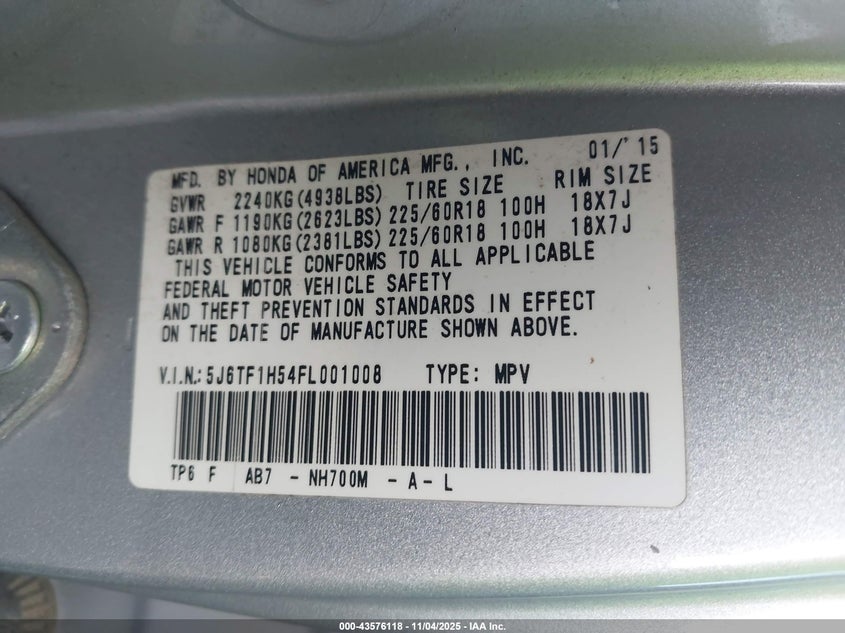 MFD. BY HONDA OF AMERICA MFG., INC. 01/'15
GVWR 2240KG(4938LBS) TIRE SIZE RIM SIZE
GAWR F 1190KG(2623LBS) 225/60R18 100H 18X7J
GAWR R 1080KG(2381LBS) 225/60R18 100H 18X7J
THIS VEHICLE CONFORMS TO ALL APPLICABLE
FEDERAL MOTOR VEHICLE SAFETY
AND THEFT PREVENTION STANDARDS IN EFFECT
ON THE DATE OF MANUFACTURE SHOWN ABOVE.
V.I.N.: 5J6TF1H54FL001008 TYPE: MPV
TP6 F AB7 - NH700M - A - L
000-43576118 - 11/04/2025 - IAA Inc.